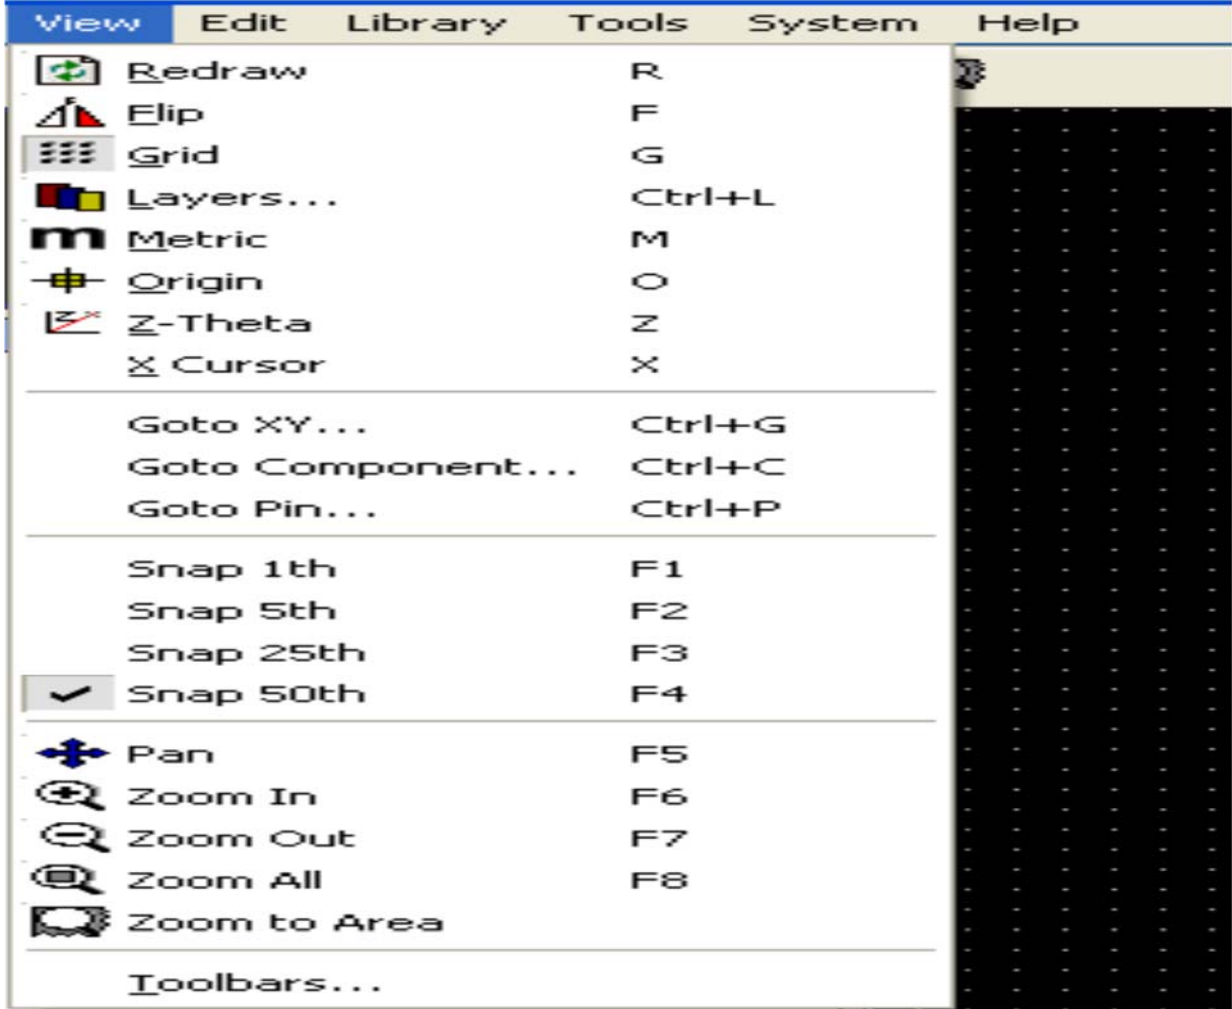 View Edit Library Tools System Help
Redraw R
Flip F
Grid G
Layers... Ctrl+L
m Metric M
Origin O
Z-Theta Z
X Cursor X
Goto XY... Ctrl+G
Goto Component... Ctrl+C
Goto Pin... Ctrl+P
Snap 1th F1
Snap 5th F2
Snap 25th F3
Snap 50th F4
Pan F5
Zoom In F6
Zoom Out F7
Zoom All F8
Zoom to Area
Toolbars...